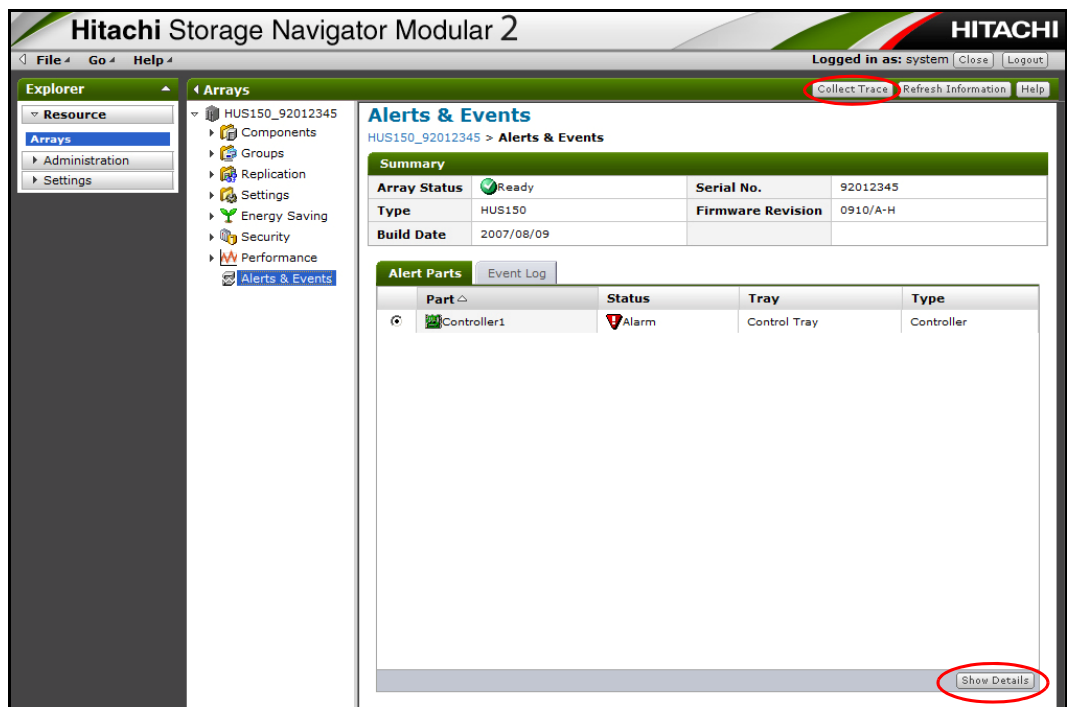 Hitachi Storage Navigator Modular 2
HITACHI
File Go Help
Logged in as: system Close Logout
Explorer
Arrays
Collect Trace Refresh Information Help
Resource
Arrays
Administration
Settings
HUS150_92012345
Components
Groups
Replication
Settings
Energy Saving
Security
Performance
Alerts & Events
Alerts & Events
HUS150_92012345 > Alerts & Events
Summary
Array Status Ready Serial No. 92012345
Type HUS150 Firmware Revision 0910/A-H
Build Date 2007/08/09
Alert Parts Event Log
Part Status Tray Type
Controller1 Alarm Control Tray Controller
Show Details